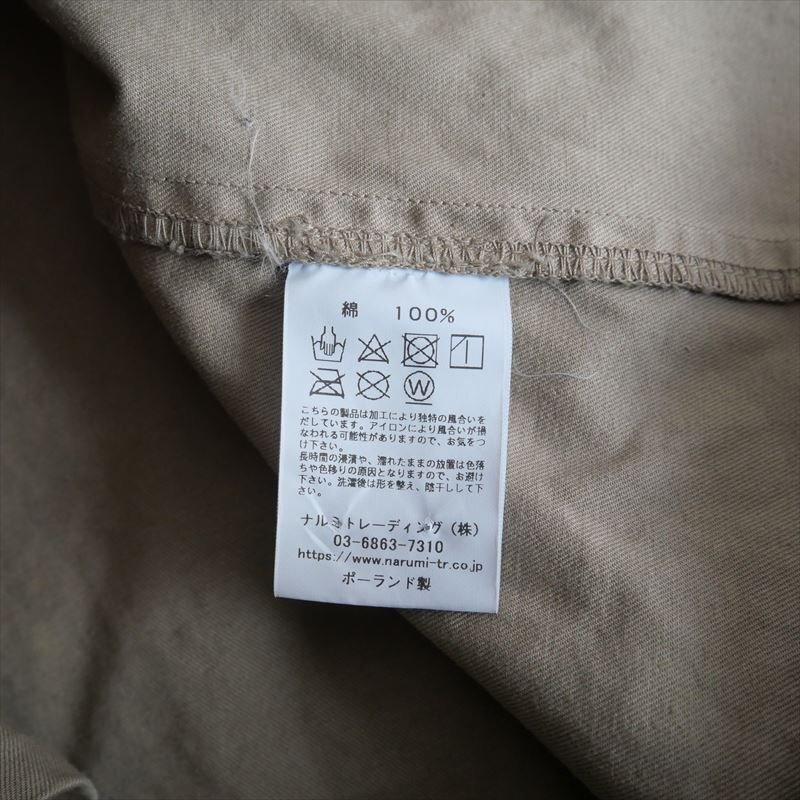 綿 100%
W
こちらの製品は加工により独特の風合いを
だしています。アイロンにより風合いが損
なわれる可能性がありますので、お気をつ
け下さい。
長時間の浸漬や、濡れたままの放置は色落
ちや色移りの原因となりますので、お避け
下さい。洗濯後は形を整え、陰干しして下
さい。
ナルミトレーディング(株)
03-6863-7310
https://www.narumi-tr.co.jp
ポーランド製